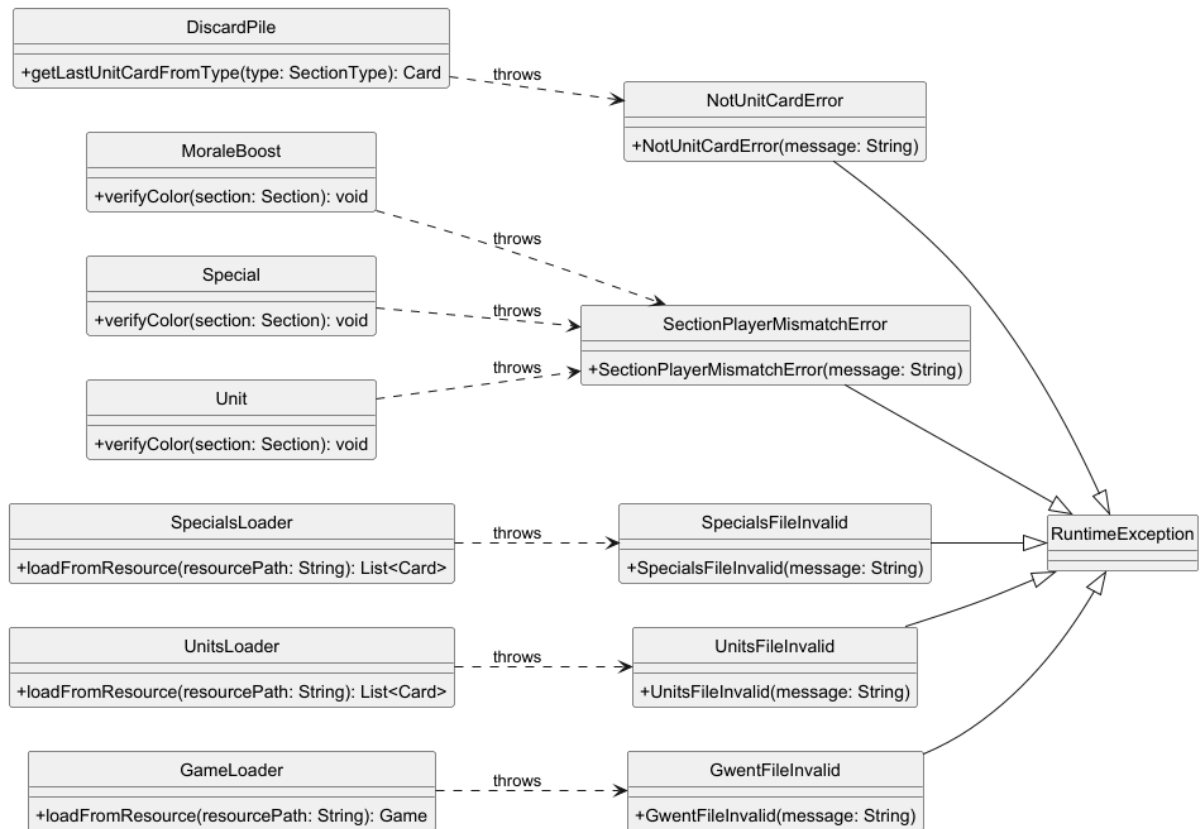 DiscardPile
+getLastUnitCardFromType(type: SectionType): Card
throws
NotUnitCardError
+NotUnitCardError(message: String)
MoraleBoost
+verifyColor(section: Section): void
throws
Special
+verifyColor(section: Section): void
throws
SectionPlayerMismatchError
+SectionPlayerMismatchError(message: String)
Unit
+verifyColor(section: Section): void
throws
SpecialsLoader
+loadFromResource(resourcePath: String): List<Card>
throws
SpecialsFileInvalid
+SpecialsFileInvalid(message: String)
RuntimeException
UnitsLoader
+loadFromResource(resourcePath: String): List<Card>
throws
UnitsFileInvalid
+UnitsFileInvalid(message: String)
GameLoader
+loadFromResource(resourcePath: String): Game
throws
GwentFileInvalid
+GwentFileInvalid(message: String)